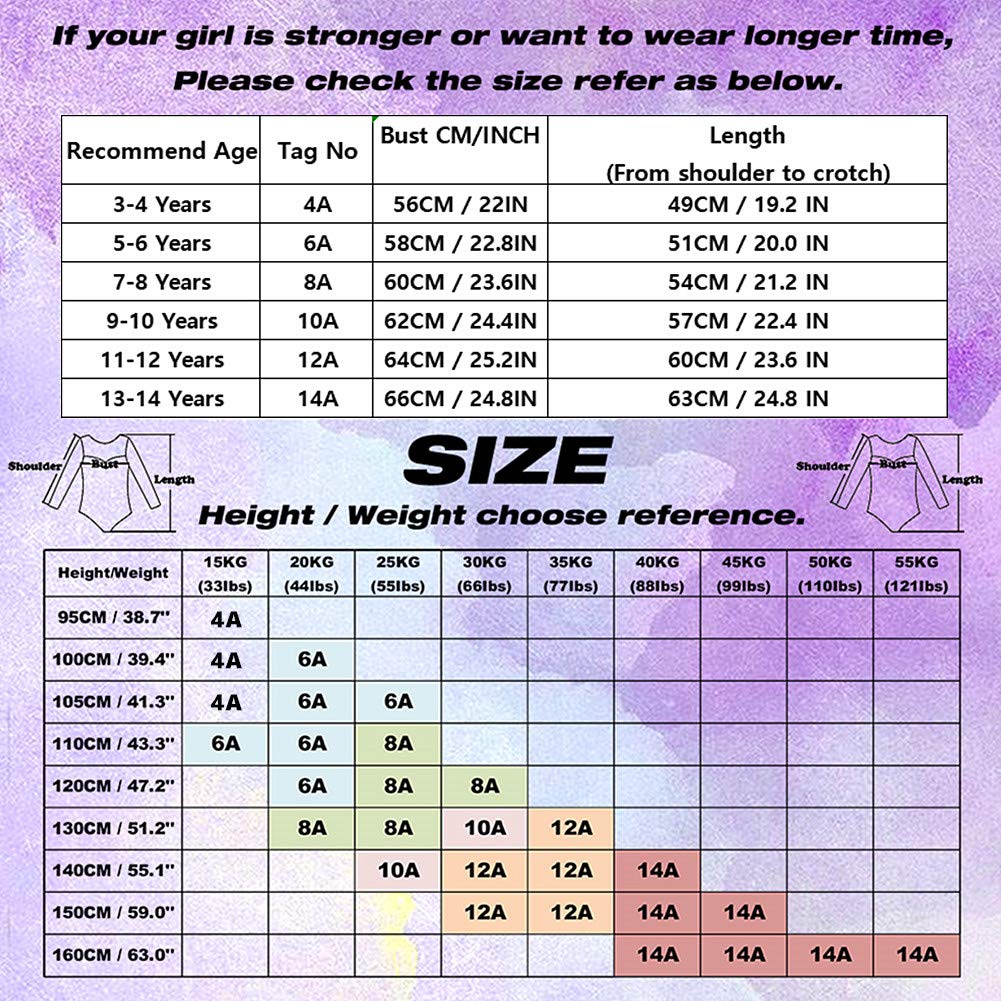 If your girl is stronger or want to wear longer time,
Please check the size refer as below.
Recommend Age Tag No Bust CM/INCH Length
(From shoulder to crotch)
3-4 Years 4A 56CM / 22IN 49CM / 19.2 IN
5-6 Years 6A 58CM / 22.8IN 51CM / 20.0 IN
7-8 Years 8A 60CM / 23.6IN 54CM / 21.2 IN
9-10 Years 10A 62CM / 24.4IN 57CM / 22.4 IN
11-12 Years 12A 64CM / 25.2IN 60CM / 23.6 IN
13-14 Years 14A 66CM / 24.8IN 63CM / 24.8 IN
Shoulder Bust Length
SIZE
Shoulder Bust Length
Height / Weight choose reference.
Height/Weight 15KG 20KG 25KG 30KG 35KG 40KG 45KG 50KG 55KG
(33lbs) (44lbs) (55lbs) (66lbs) (77lbs) (88lbs) (99lbs) (110lbs) (121lbs)
95CM / 38.7" 4A
100CM / 39.4" 4A 6A
105CM / 41.3" 4A 6A 6A
110CM / 43.3" 6A 6A 8A
120CM / 47.2" 6A 8A 8A
130CM / 51.2" 8A 8A 10A 12A
140CM / 55.1" 10A 12A 12A 14A
150CM / 59.0" 12A 12A 14A 14A
160CM / 63.0" 14A 14A 14A 14A